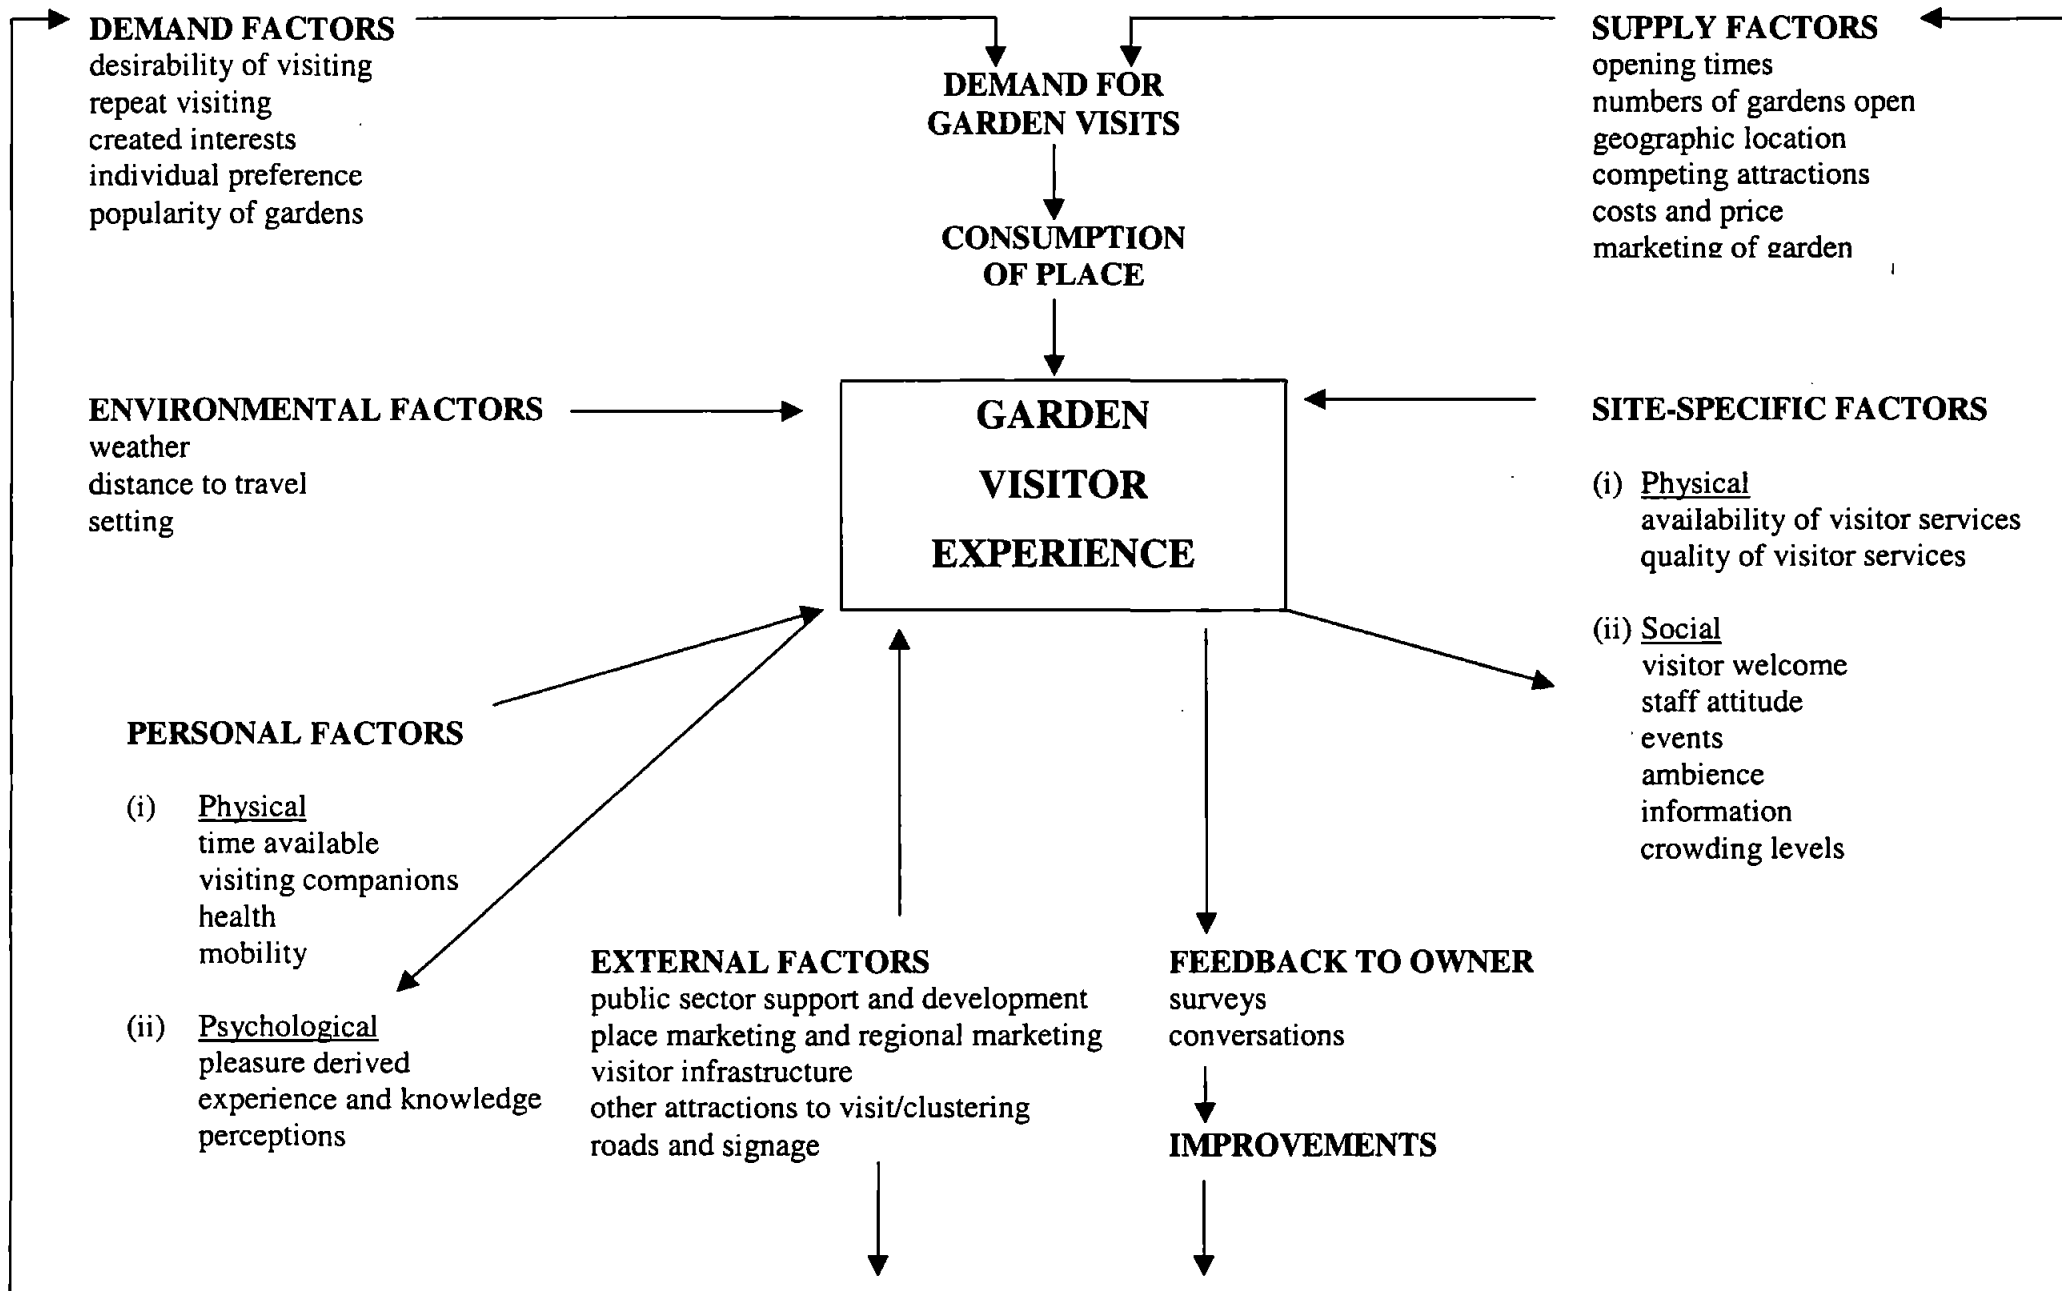 DEMAND FACTORS
desirability of visiting
repeat visiting
created interests
individual preference
popularity of gardens
DEMAND FOR
GARDEN VISITS
CONSUMPTION
OF PLACE
SUPPLY FACTORS
opening times
numbers of gardens open
geographic location
competing attractions
costs and price
marketing of garden
ENVIRONMENTAL FACTORS
weather
distance to travel
setting
GARDEN
VISITOR
EXPERIENCE
SITE-SPECIFIC FACTORS
(i) Physical
availability of visitor services
quality of visitor services
(ii) Social
visitor welcome
staff attitude
events
ambience
information
crowding levels
PERSONAL FACTORS
(i) Physical
time available
visiting companions
health
mobility
(ii) Psychological
pleasure derived
experience and knowledge
perceptions
EXTERNAL FACTORS
public sector support and development
place marketing and regional marketing
visitor infrastructure
other attractions to visit/clustering
roads and signage
FEEDBACK TO OWNER
surveys
conversations
IMPROVEMENTS